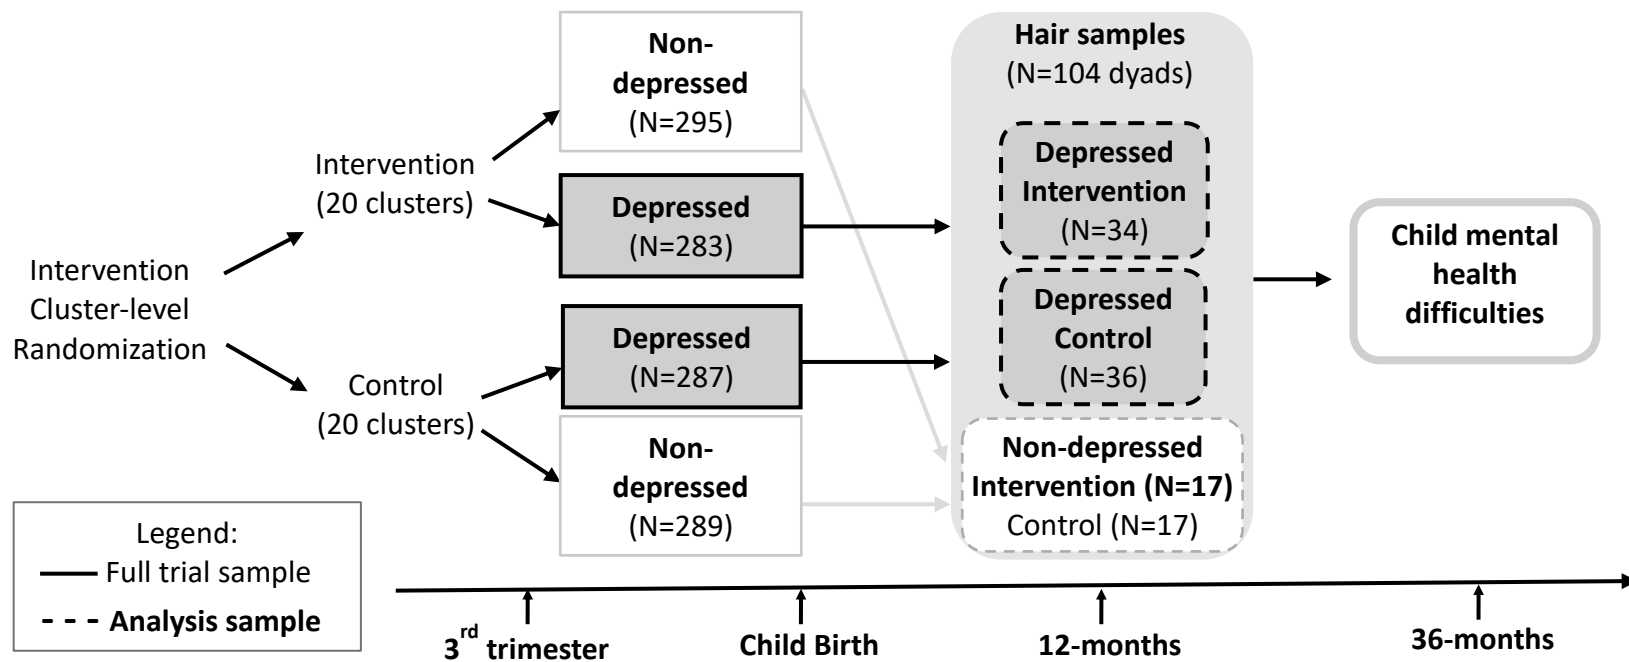 Intervention
Cluster-level
Randomization
Intervention
(20 clusters)
Control
(20 clusters)
Non-
depressed
(N=295)
Depressed
(N=283)
Depressed
(N=287)
Non-
depressed
(N=289)
Hair samples
(N=104 dyads)
Depressed
Intervention
(N=34)
Depressed
Control
(N=36)
Non-depressed
Intervention (N=17)
Control (N=17)
Child mental
health
difficulties
Legend:
Full trial sample
Analysis sample
3rd trimester
Child Birth
12-months
36-months